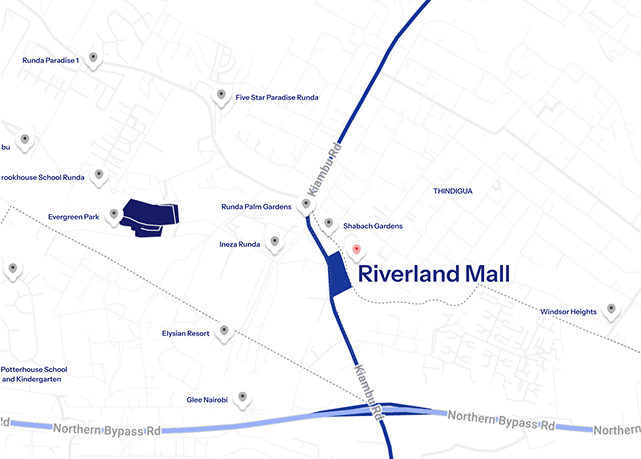 Runda Paradise 1
Five Star Paradise Runda
bu
Kiambu Rd
rookhouse School Runda
THINDIGUA
Runda Palm Gardens
Evergreen Park
Shabach Gardens
Ineza Runda
Riverland Mall
Windsor Heights
Elysian Resort
Potterhouse School
and Kindergarten
Kiambu Rd
Glee Nairobi
Rd
Northern Bypass Rd
Northern Bypass Rd
Northern